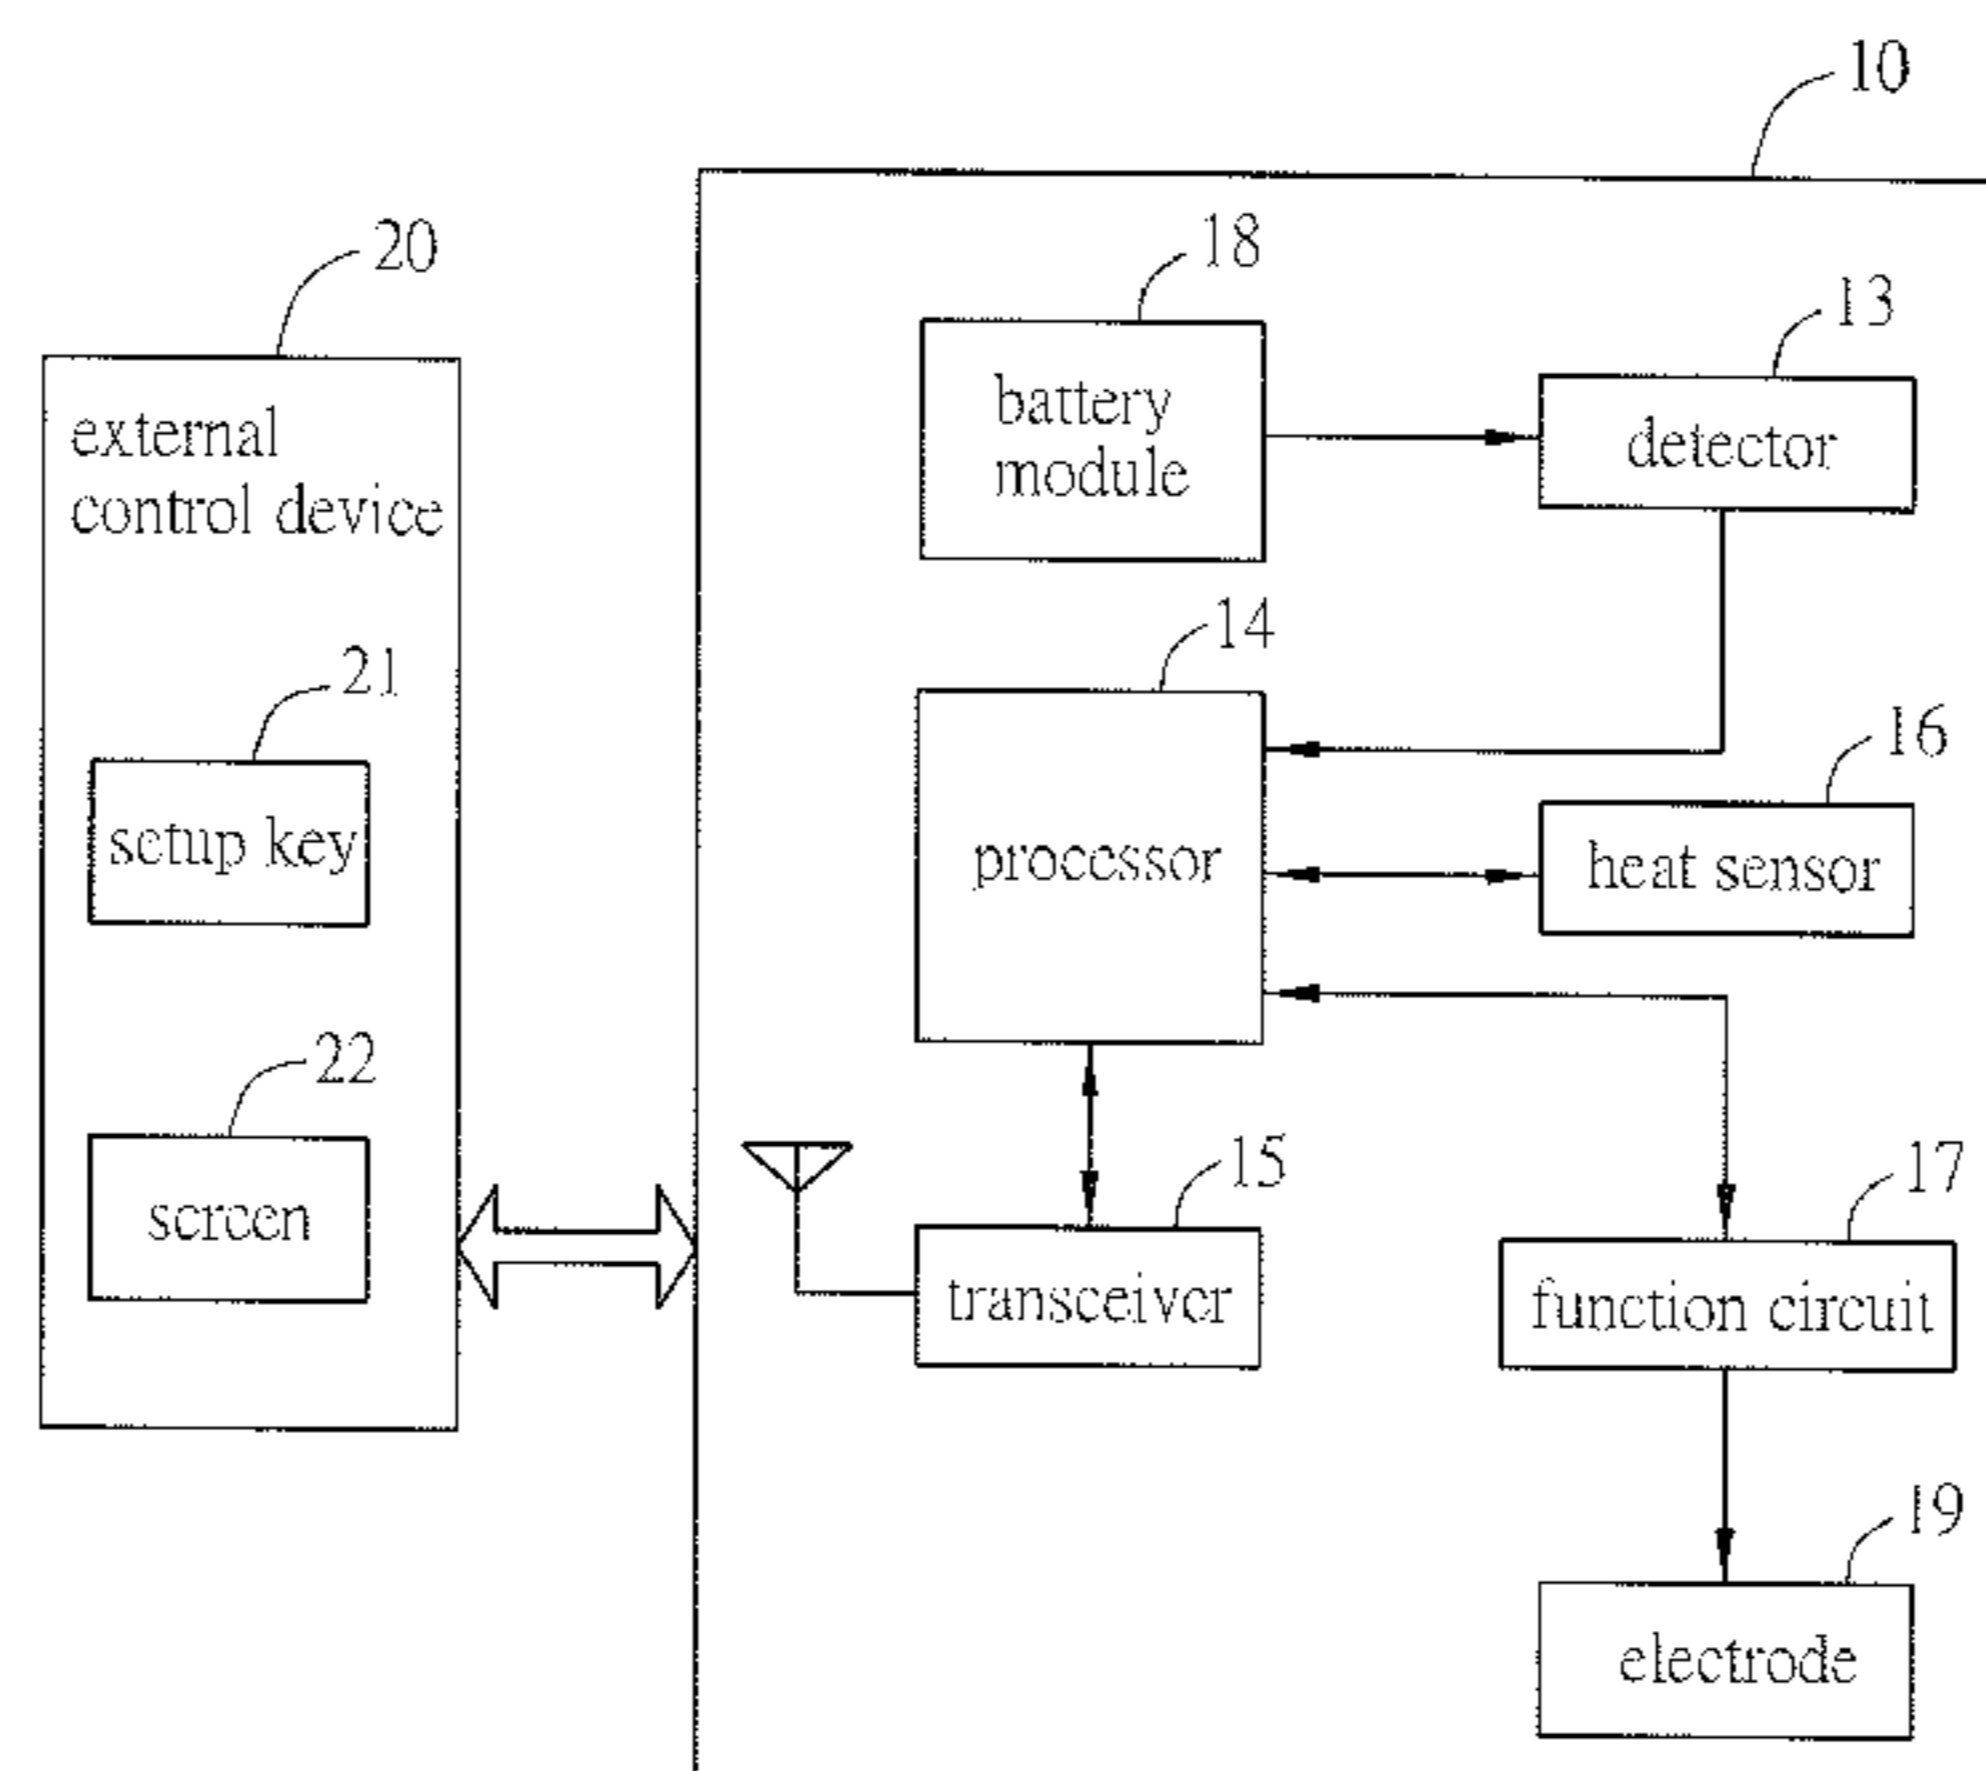 10
20
external
control device
21
setup key
22
screen
18
battery
module
13
detector
14
processor
16
heat sensor
15
transceiver
17
function circuit
19
electrode